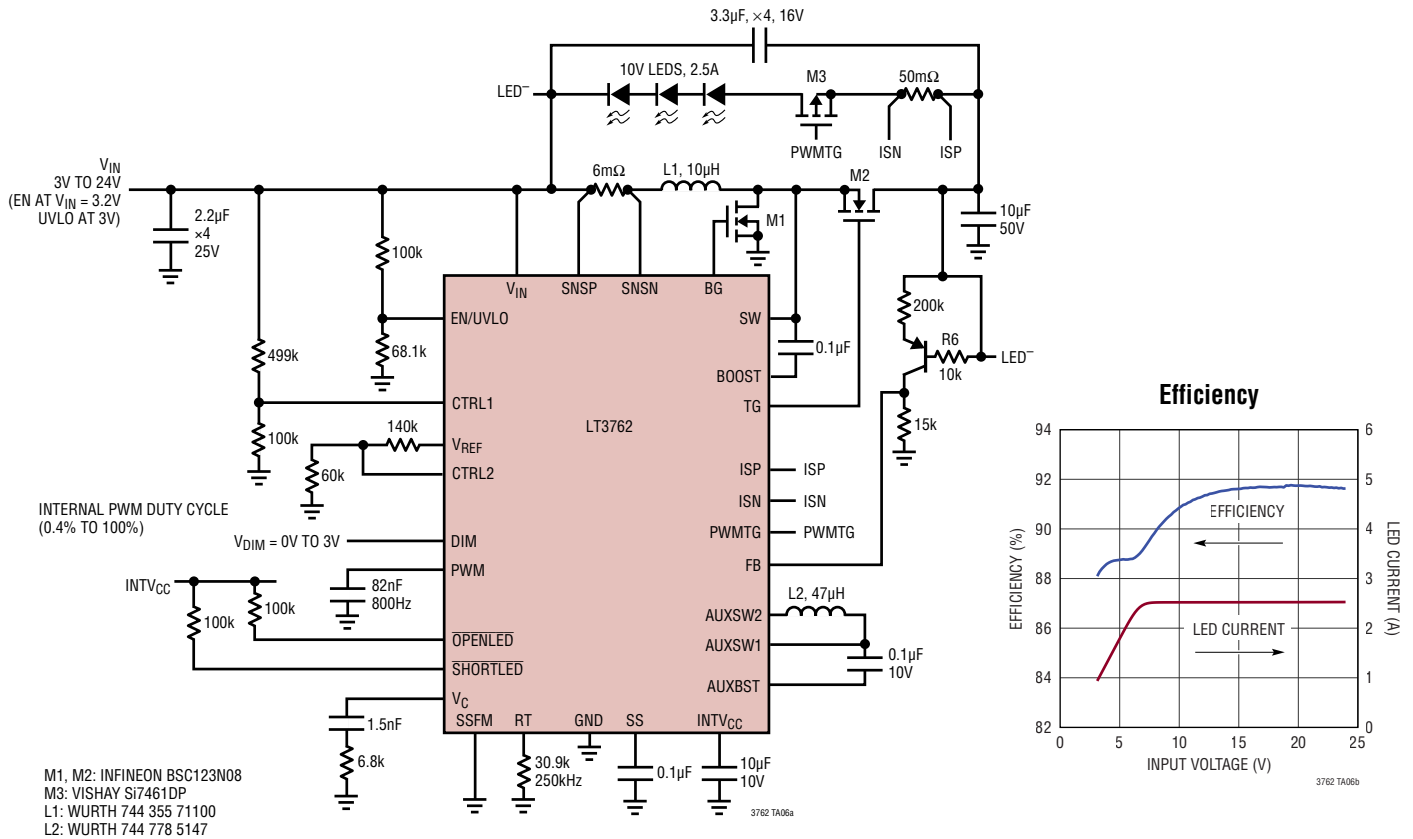 3.3µF, ×4, 16V
10V LEDS, 2.5A
M3
50mΩ
LED⁻
PWMTG
ISN
ISP
V_IN
3V TO 24V
(EN AT V_IN = 3.2V
UVLO AT 3V)
6mΩ
L1, 10µH
M2
2.2µF
×4
25V
M1
10µF
50V
100k
V_IN
SNSP
SNSN
BG
200k
EN/UVLO
SW
499k
68.1k
0.1µF
R6
10k
LED⁻
BOOST
CTRL1
TG
LT3762
100k
140k
V_REF
15k
60k
CTRL2
ISP
ISP
INTERNAL PWM DUTY CYCLE
(0.4% TO 100%)
ISN
ISN
V_DIM = 0V TO 3V
DIM
PWMTG
PWMTG
PWM
FB
INTV_CC
82nF
800Hz
L2, 47µH
100k
100k
AUXSW2
OPENLED
AUXSW1
0.1µF
10V
SHORTLED
AUXBST
V_C
SSFM
RT
GND
SS
INTV_CC
1.5nF
6.8k
30.9k
250kHz
0.1µF
10µF
10V
M1, M2: INFINEON BSC123N08
M3: VISHAY Si7461DP
L1: WURTH 744 355 71100
L2: WURTH 744 778 5147
3762 TA06a
Efficiency
94
92
90
88
86
84
82
EFFICIENCY (%)
6
5
4
3
2
1
0
LED CURRENT (A)
EFFICIENCY
LED CURRENT
0
5
10
15
20
25
INPUT VOLTAGE (V)
3762 TA06b